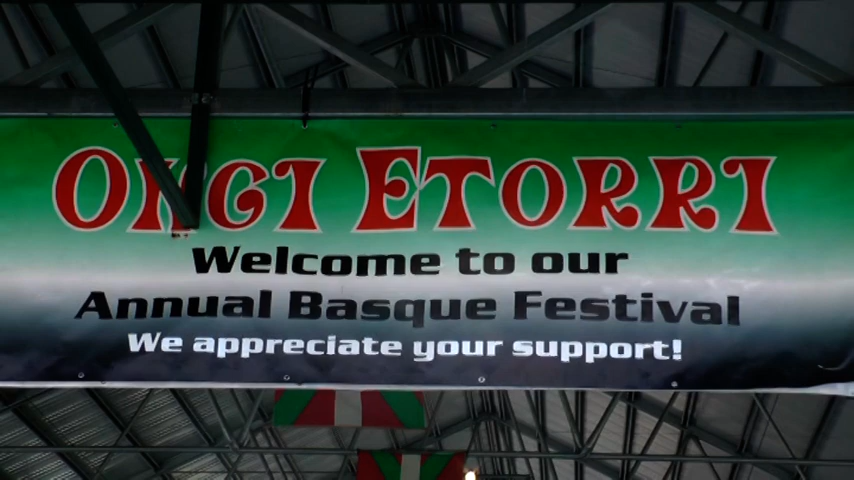 ONGI ETORRI
Welcome to our
Annual Basque Festival
We appreciate your support!